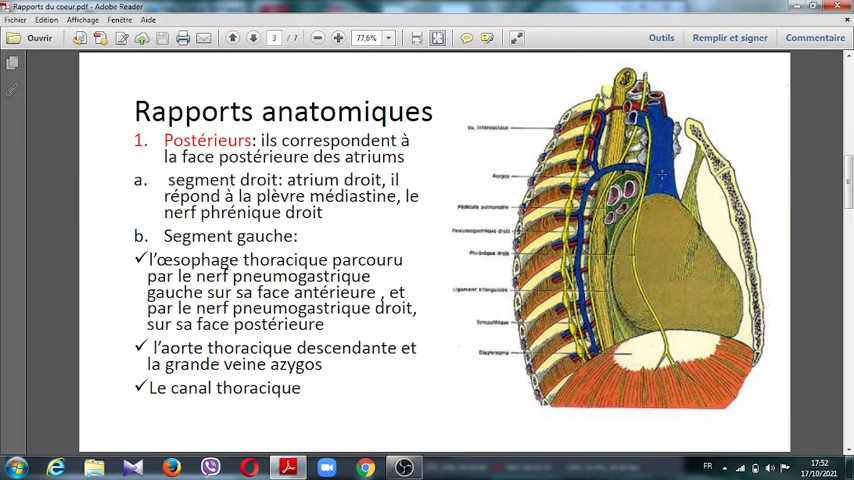 Rapports du coeur.pdf - Adobe Reader
Fichier Edition Affichage Fenêtre Aide
Ouvrir 3 / 7 77,6% Outils Remplir et signer Commentaire
Rapports anatomiques
1. Postérieurs: ils correspondent à
la face postérieure des atriums
a. segment droit: atrium droit, il
répond à la plèvre médiastine, le
nerf phrénique droit
b. Segment gauche:
✓l'œsophage thoracique parcouru
par le nerf pneumogastrique
gauche sur sa face antérieure , et
par le nerf pneumogastrique droit,
sur sa face postérieure
✓ l'aorte thoracique descendante et
la grande veine azygos
✓Le canal thoracique
Vx. Intercostaux
Azygos
Pédicule pulmonaire
Pneumogastrique droit
Phrénique droit
Ligament triangulaire
Sympathique
Diaphragme
FR 17:52
17/10/2021